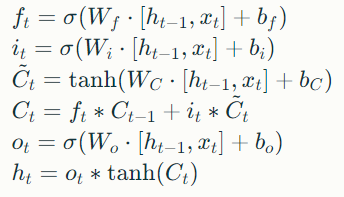 f_t = σ(W_f · [h_{t−1}, x_t] + b_f)
i_t = σ(W_i · [h_{t−1}, x_t] + b_i)
C̃_t = tanh(W_C · [h_{t−1}, x_t] + b_C)
C_t = f_t ∗ C_{t−1} + i_t ∗ C̃_t
o_t = σ(W_o · [h_{t−1}, x_t] + b_o)
h_t = o_t ∗ tanh(C_t)